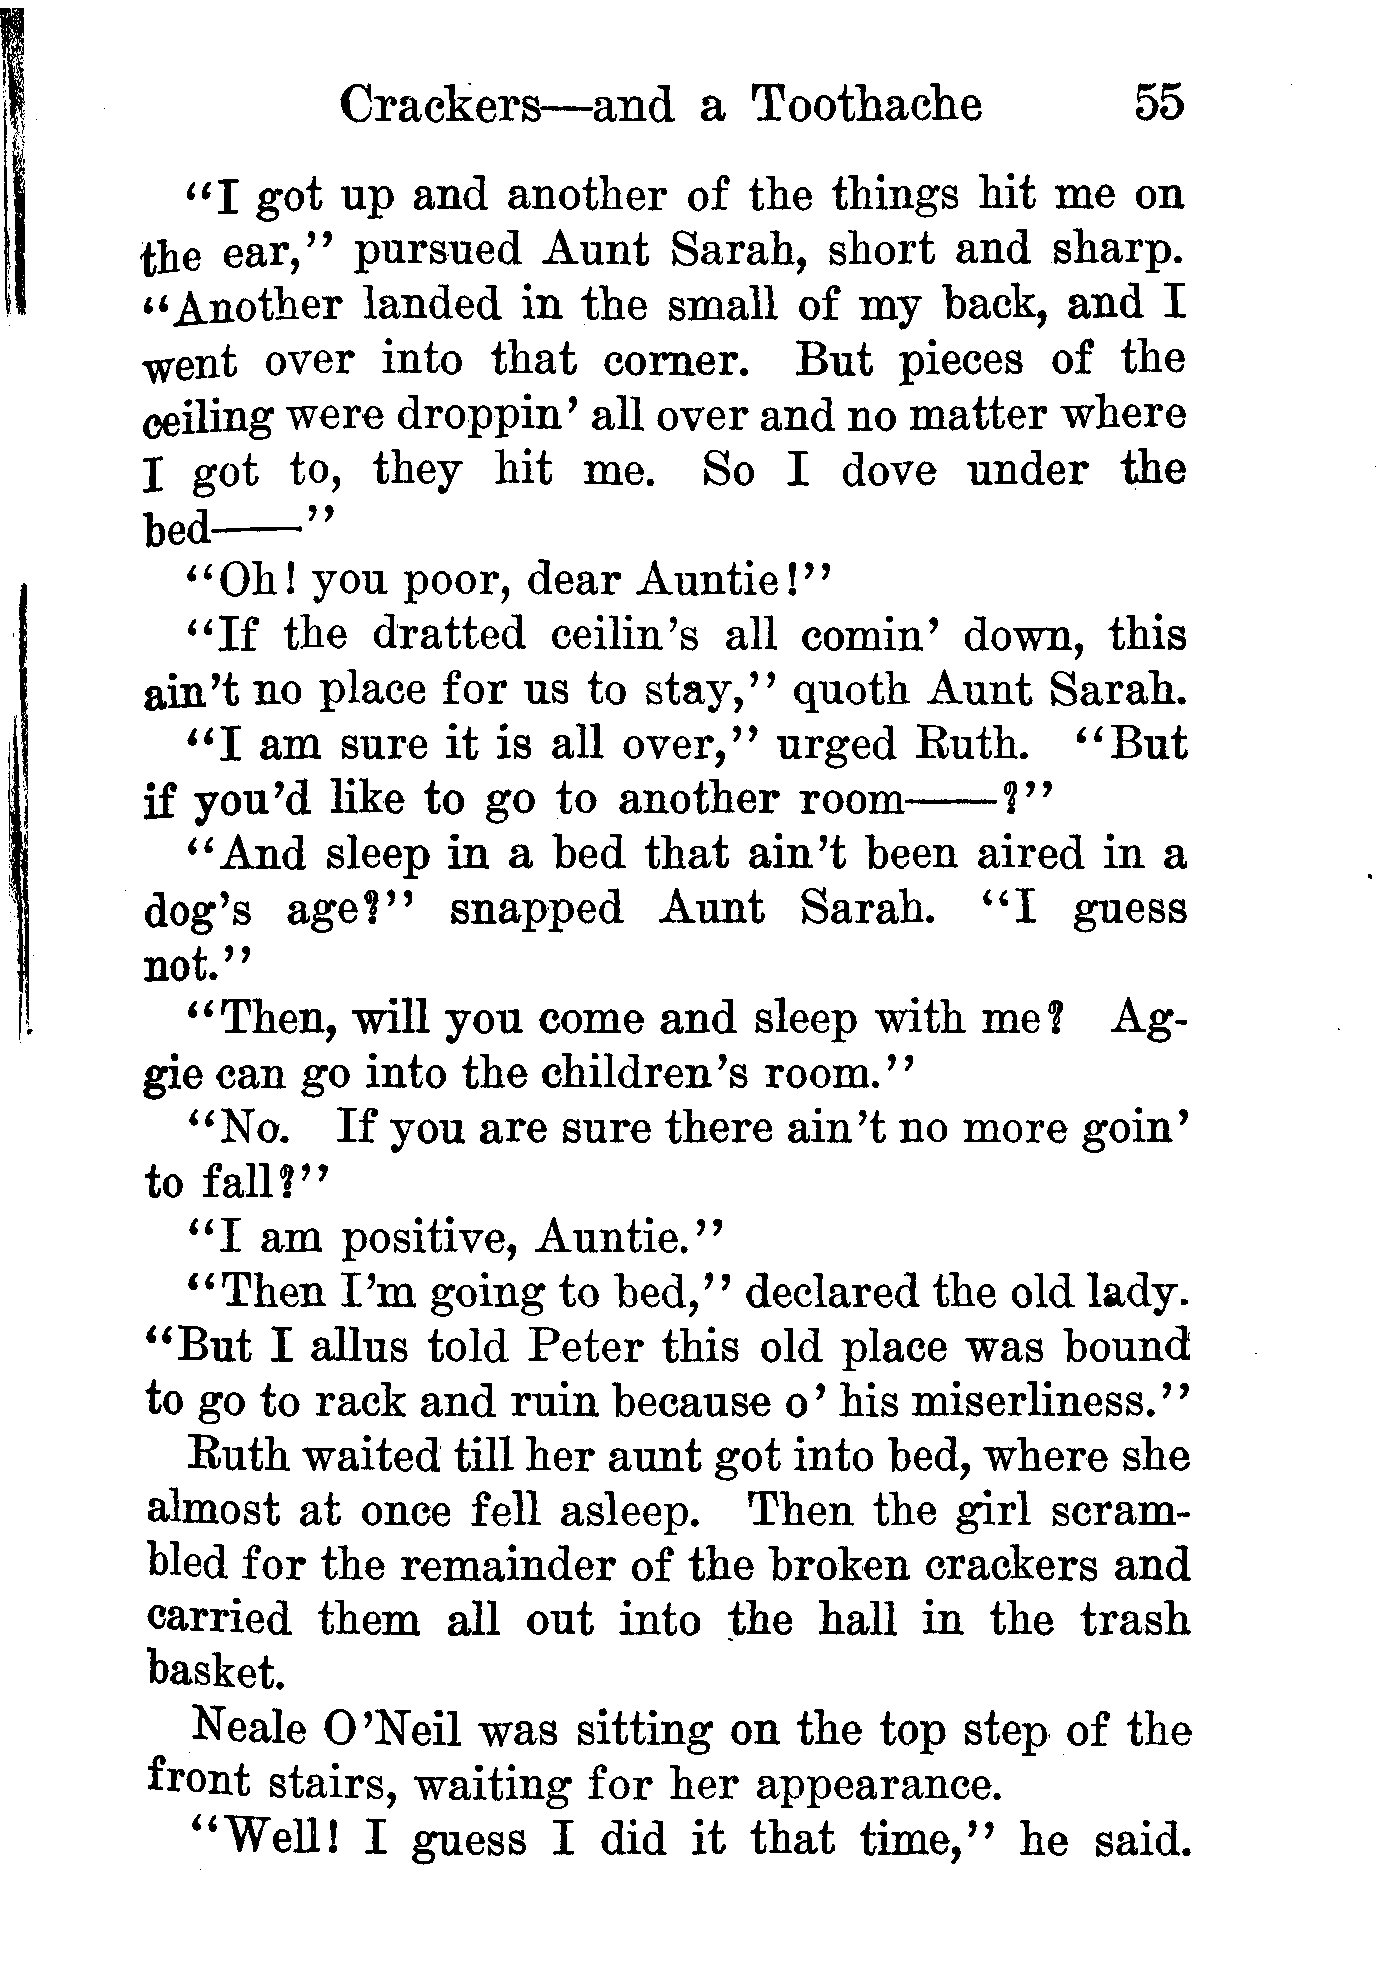 Crackers—and a Toothache 55
“I got up and another of the things hit me on
the ear,” pursued Aunt Sarah, short and sharp.
“Another landed in the small of my back, and I
went over into that corner. But pieces of the
ceiling were droppin’ all over and no matter where
I got to, they hit me. So I dove under the
bed——”
“Oh! you poor, dear Auntie!”
“If the dratted ceilin’s all comin’ down, this
ain’t no place for us to stay,” quoth Aunt Sarah.
“I am sure it is all over,” urged Ruth. “But
if you’d like to go to another room——?”
“And sleep in a bed that ain’t been aired in a
dog’s age?” snapped Aunt Sarah. “I guess
not.”
“Then, will you come and sleep with me? Ag-
gie can go into the children’s room.”
“No. If you are sure there ain’t no more goin’
to fall?”
“I am positive, Auntie.”
“Then I’m going to bed,” declared the old lady.
“But I allus told Peter this old place was bound
to go to rack and ruin because o’ his miserliness.”
Ruth waited till her aunt got into bed, where she
almost at once fell asleep. Then the girl scram-
bled for the remainder of the broken crackers and
carried them all out into the hall in the trash
basket.
Neale O’Neil was sitting on the top step of the
front stairs, waiting for her appearance.
“Well! I guess I did it that time,” he said.